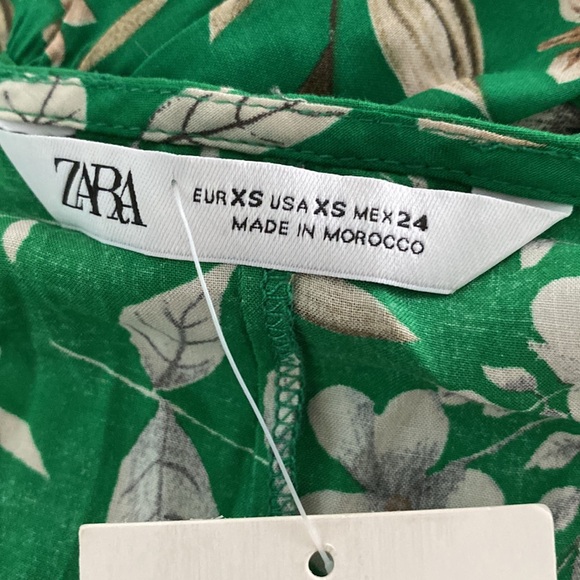 ZARA
EUR XS USA XS MEX 24
MADE IN MOROCCO